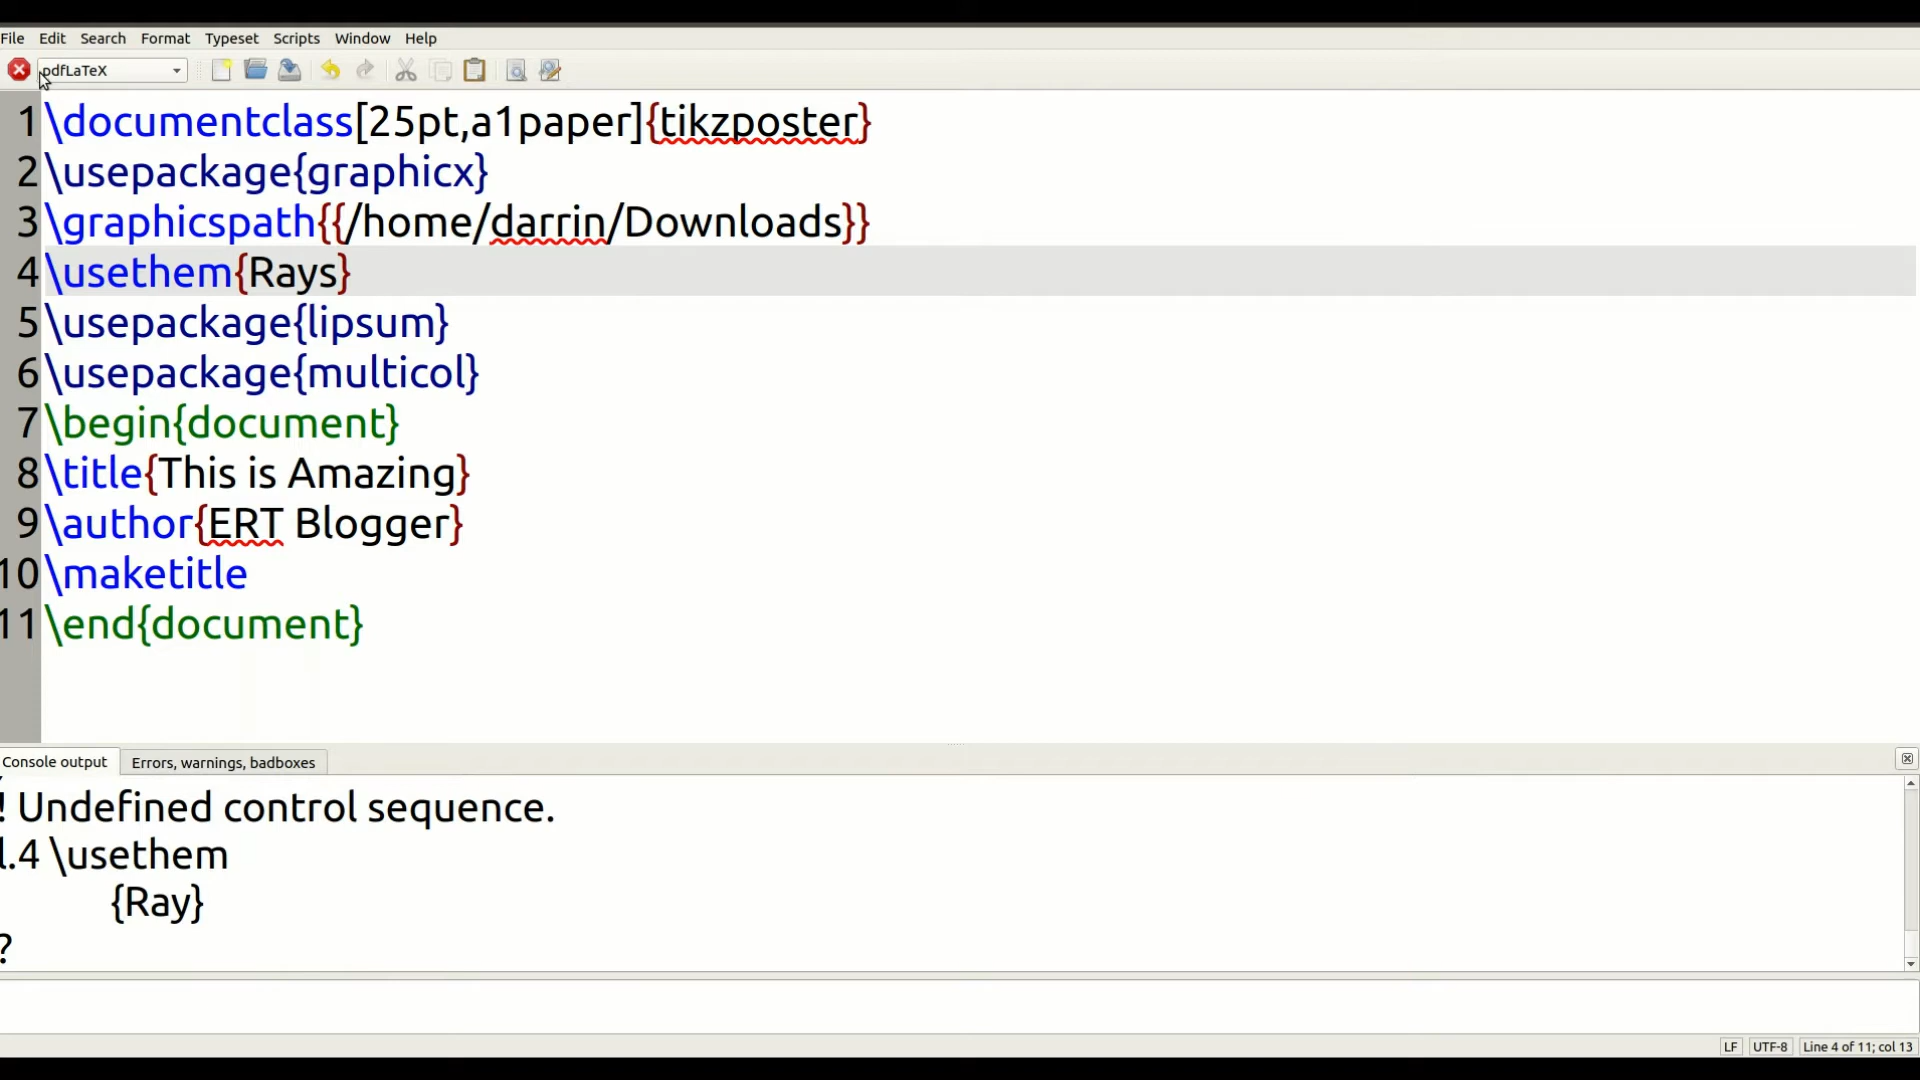 File Edit Search Format Typeset Scripts Window Help
pdfLaTeX
1 \documentclass[25pt,a1paper]{tikzposter}
2 \usepackage{graphicx}
3 \graphicspath{{/home/darrin/Downloads}}
4 \usethem{Rays}
5 \usepackage{lipsum}
6 \usepackage{multicol}
7 \begin{document}
8 \title{This is Amazing}
9 \author{ERT Blogger}
10 \maketitle
11 \end{document}
Console output Errors, warnings, badboxes
! Undefined control sequence.
l.4 \usethem
{Ray}
?
LF UTF-8 Line 4 of 11; col 13